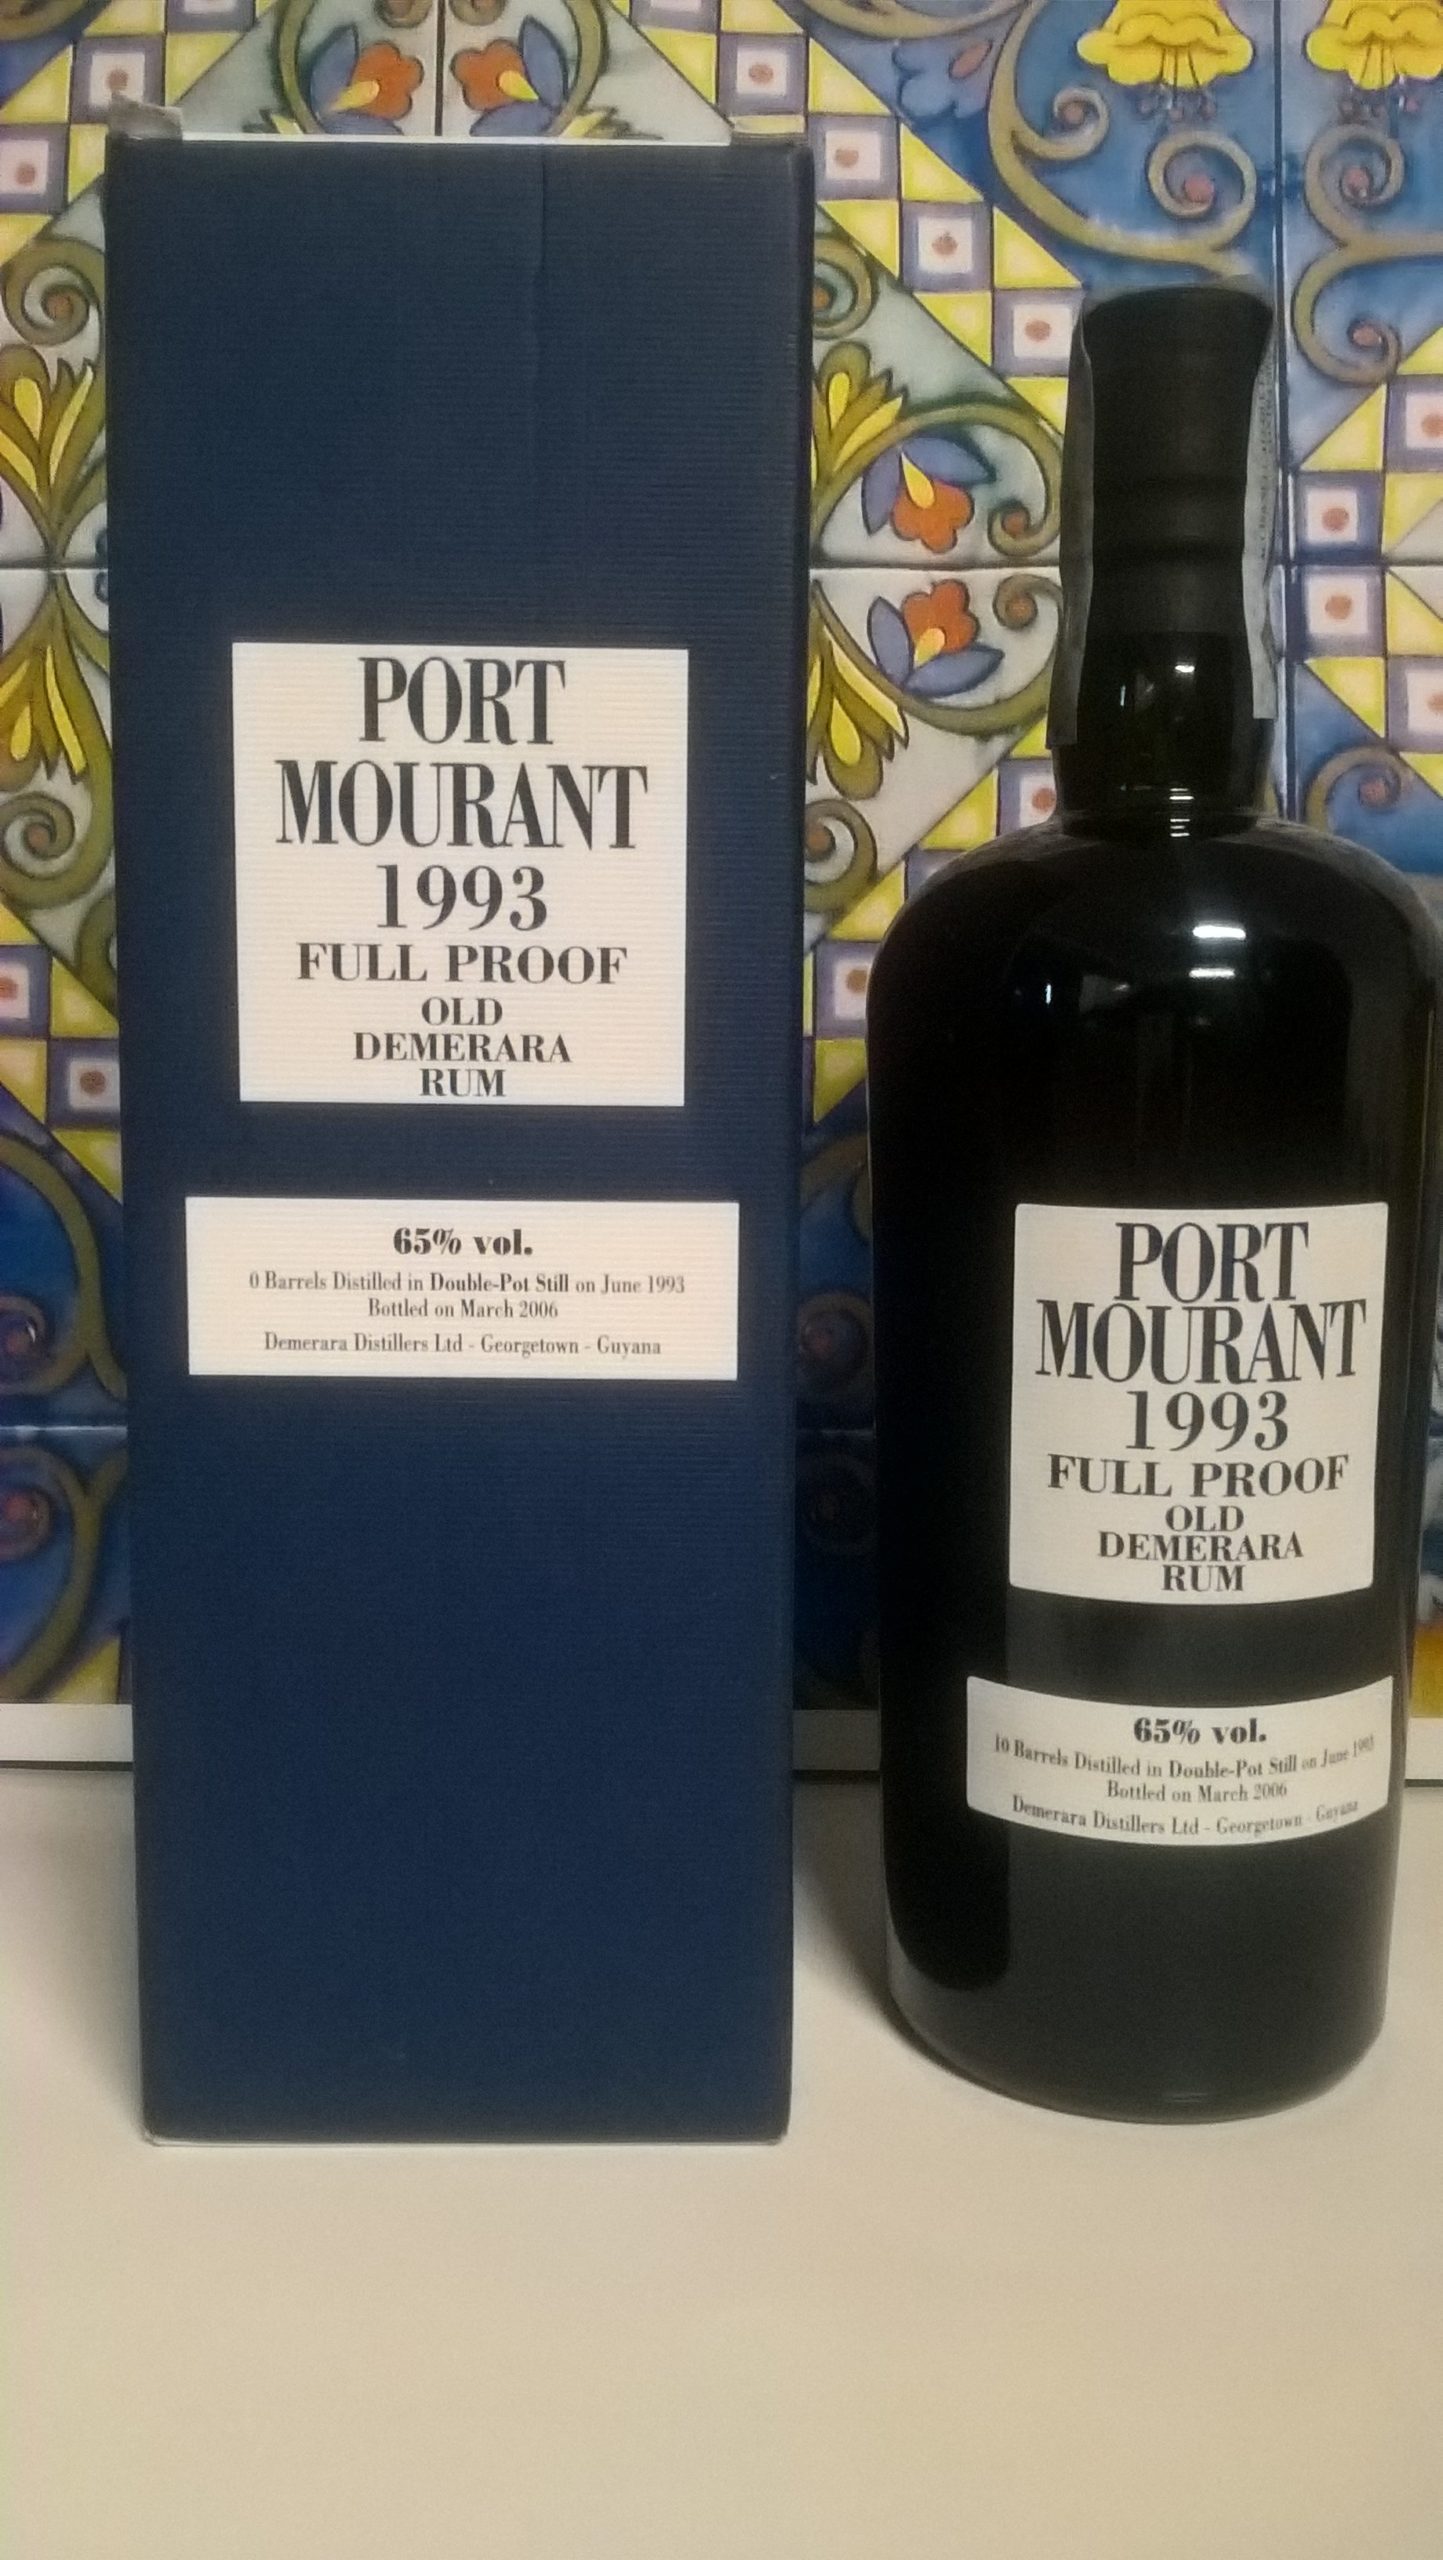 PORT
MOURANT
1993
FULL PROOF
OLD
DEMERARA
RUM
65% vol.
0 Barrels Distilled in Double-Pot Still on June 1993
Bottled on March 2006
Demerara Distillers Ltd - Georgetown - Guyana
PORT
MOURANT
1993
FULL PROOF
OLD
DEMERARA
RUM
65% vol.
10 Barrels Distilled in Double-Pot Still on June 1993
Bottled on March 2006
Demerara Distillers Ltd - Georgetown - Guyana